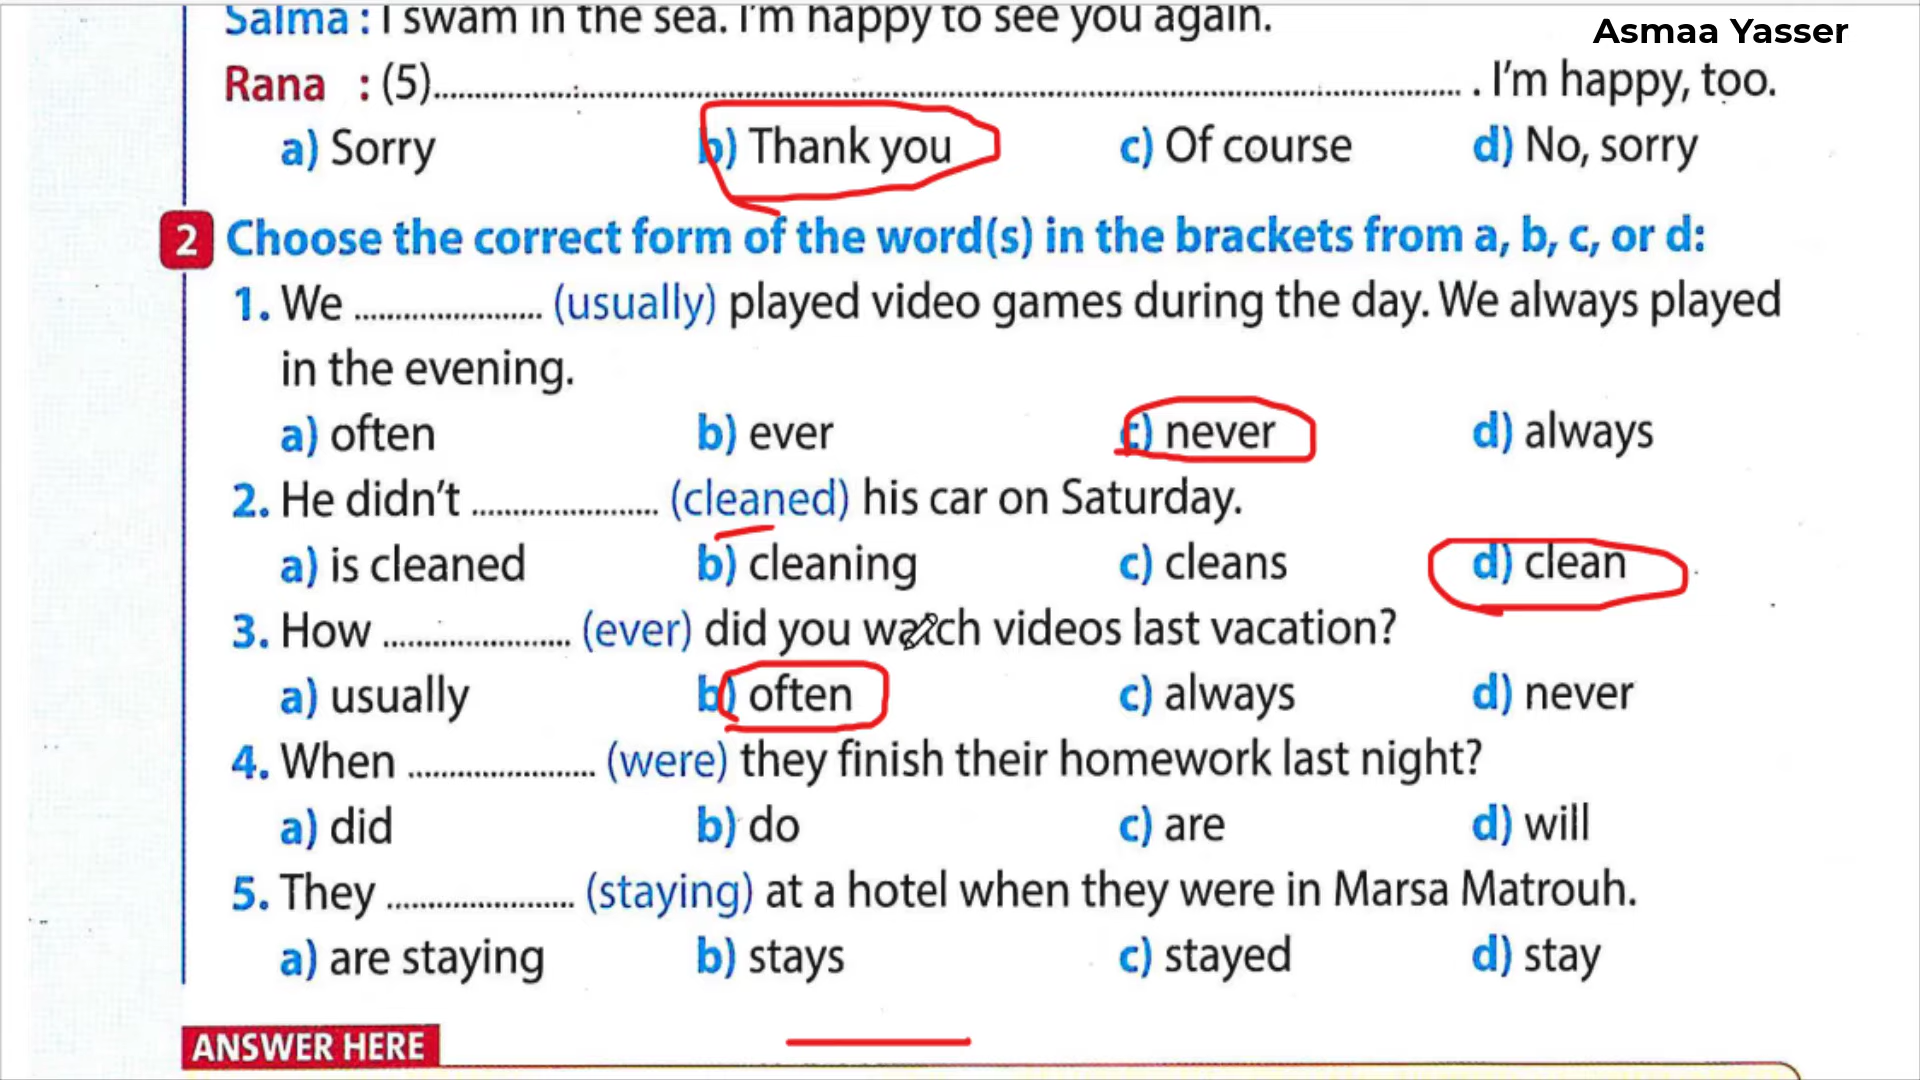 Salma : I swam in the sea. I'm happy to see you again.
Asmaa Yasser
Rana : (5)............................................................ . I'm happy, too.
a) Sorry b) Thank you c) Of course d) No, sorry
2 Choose the correct form of the word(s) in the brackets from a, b, c, or d:
1. We ...................... (usually) played video games during the day. We always played
in the evening.
a) often b) ever c) never d) always
2. He didn't ...................... (cleaned) his car on Saturday.
a) is cleaned b) cleaning c) cleans d) clean
3. How ...................... (ever) did you watch videos last vacation?
a) usually b) often c) always d) never
4. When ...................... (were) they finish their homework last night?
a) did b) do c) are d) will
5. They ...................... (staying) at a hotel when they were in Marsa Matrouh.
a) are staying b) stays c) stayed d) stay
ANSWER HERE